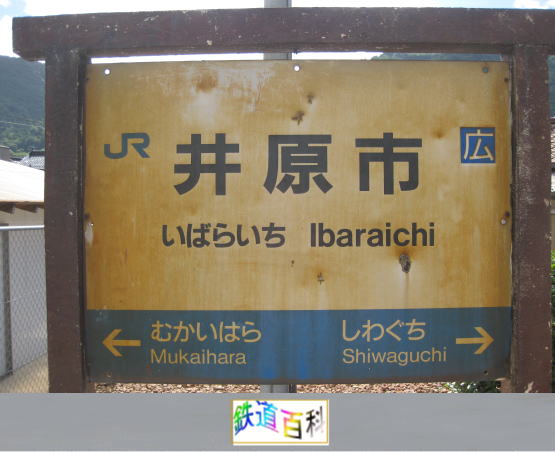 JR 井原市 広
いばらいち Ibaraichi
← むかいはら しわぐち →
Mukaihara Shiwaguchi
鉄道百科